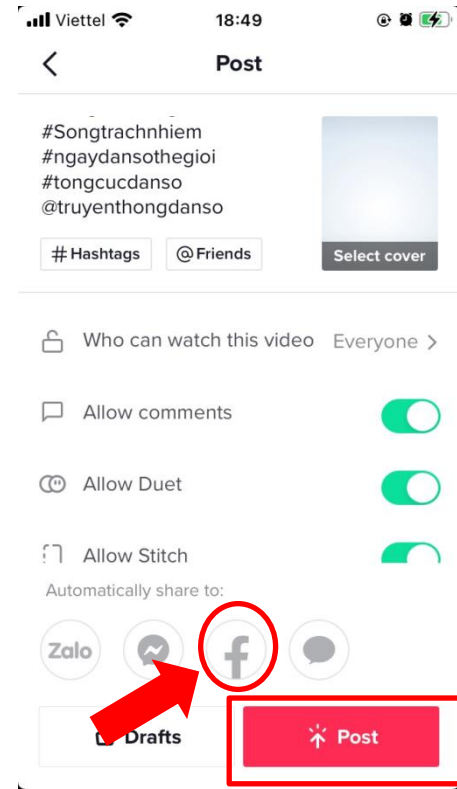 Viettel 18:49
Post
#Songtrachnhiem
#ngaydansothegioi
#tongcucdanso
@truyenthongdanso
# Hashtags @ Friends Select cover
Who can watch this video Everyone >
Allow comments
Allow Duet
Allow Stitch
Automatically share to:
Zalo f
Drafts Post